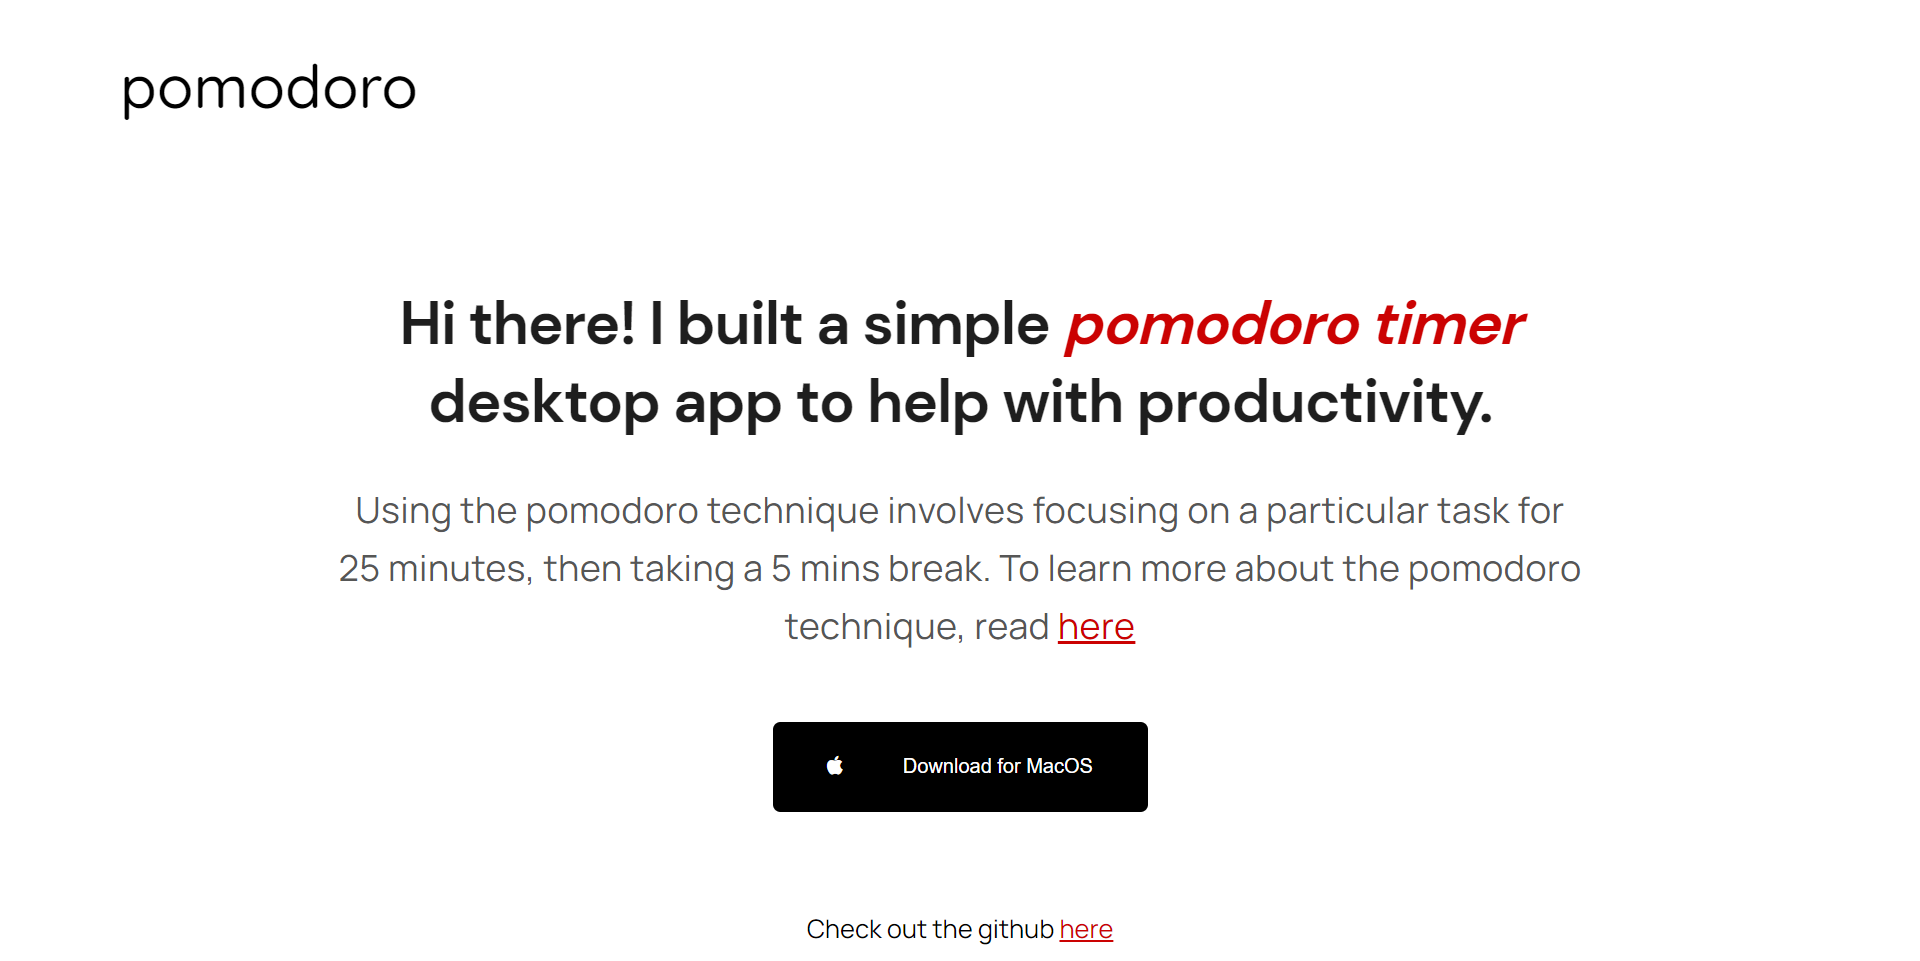 pomodoro
Hi there! I built a simple pomodoro timer
desktop app to help with productivity.
Using the pomodoro technique involves focusing on a particular task for
25 minutes, then taking a 5 mins break. To learn more about the pomodoro
technique, read here
Download for MacOS
Check out the github here